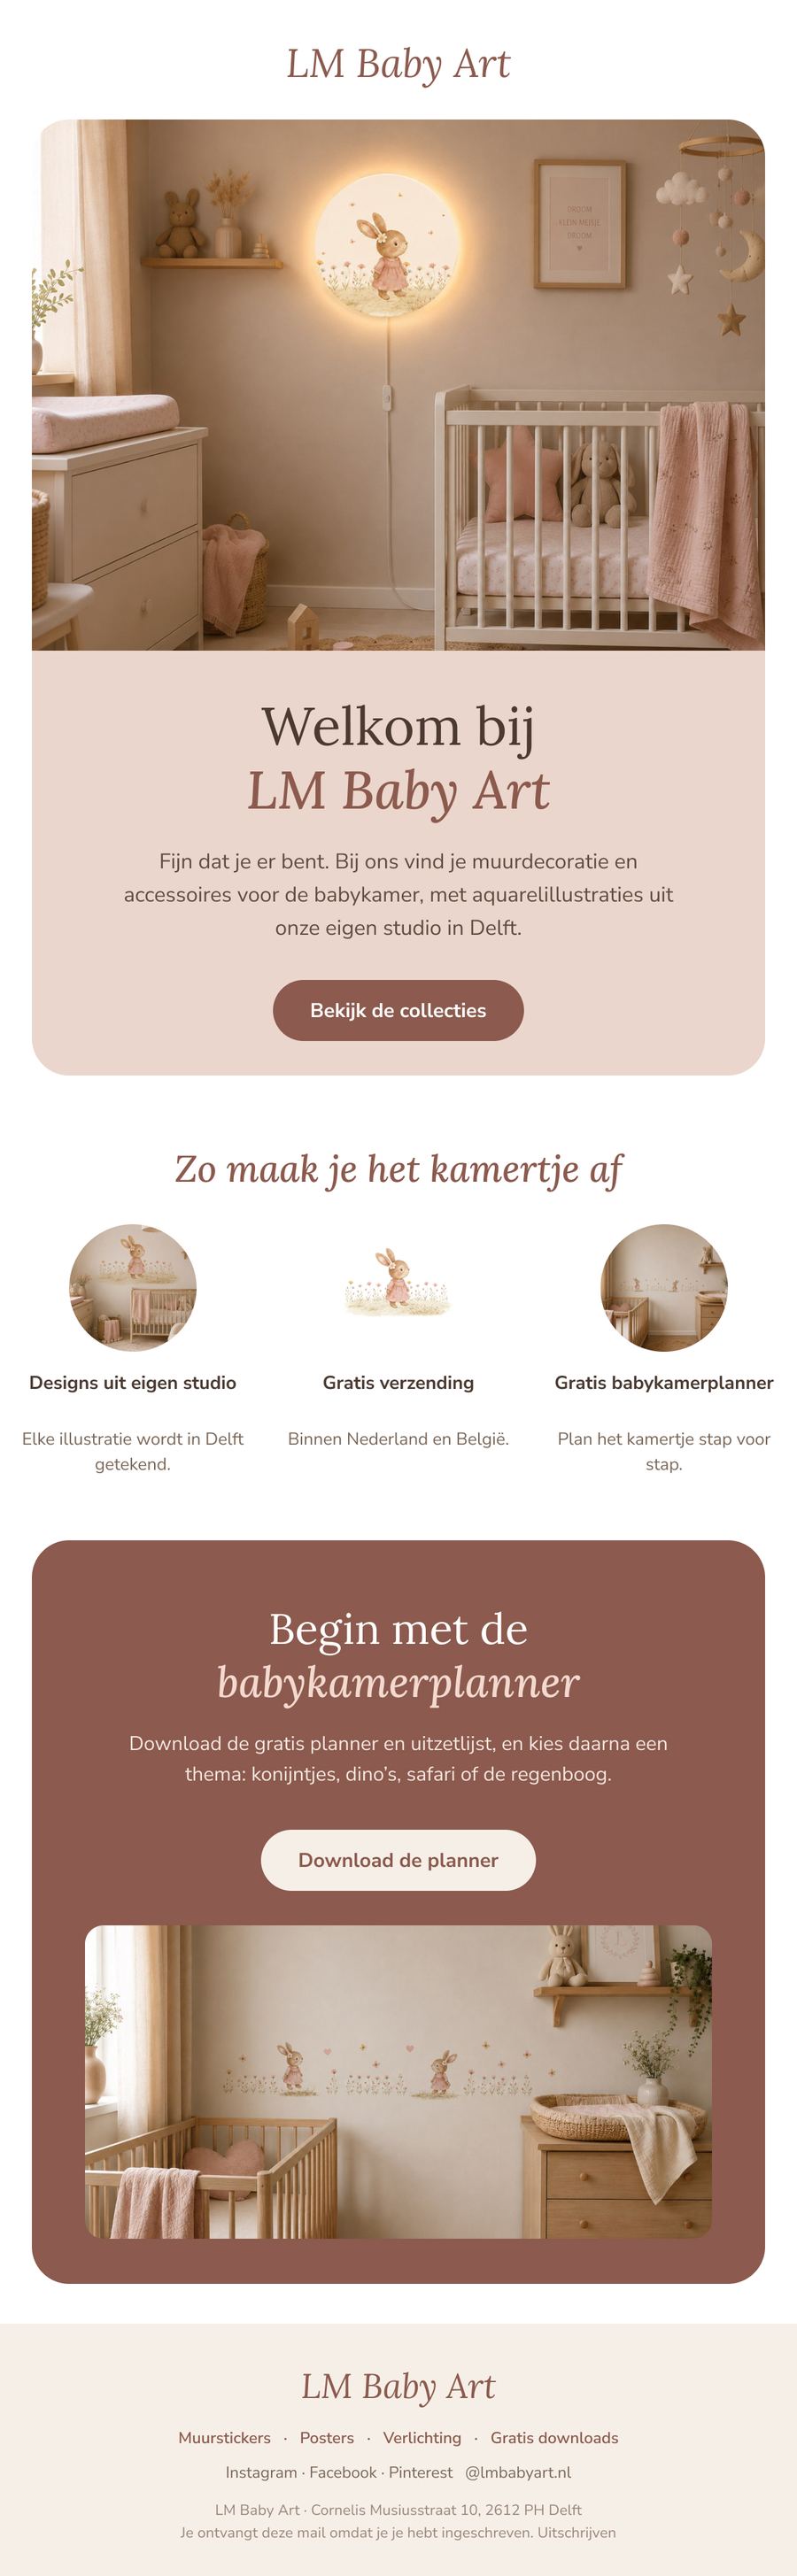 LM Baby Art
DROOM
KLEIN MEISJE
DROOM
Welkom bij
LM Baby Art
Fijn dat je er bent. Bij ons vind je muurdecoratie en
accessoires voor de babykamer, met aquarelillustraties uit
onze eigen studio in Delft.
Bekijk de collecties
Zo maak je het kamertje af
Designs uit eigen studio
Elke illustratie wordt in Delft
getekend.
Gratis verzending
Binnen Nederland en België.
Gratis babykamerplanner
Plan het kamertje stap voor
stap.
Begin met de
babykamerplanner
Download de gratis planner en uitzetlijst, en kies daarna een
thema: konijntjes, dino’s, safari of de regenboog.
Download de planner
LM Baby Art
Muurstickers · Posters · Verlichting · Gratis downloads
Instagram · Facebook · Pinterest @lmbabyart.nl
LM Baby Art · Cornelis Musiusstraat 10, 2612 PH Delft
Je ontvangt deze mail omdat je je hebt ingeschreven. Uitschrijven